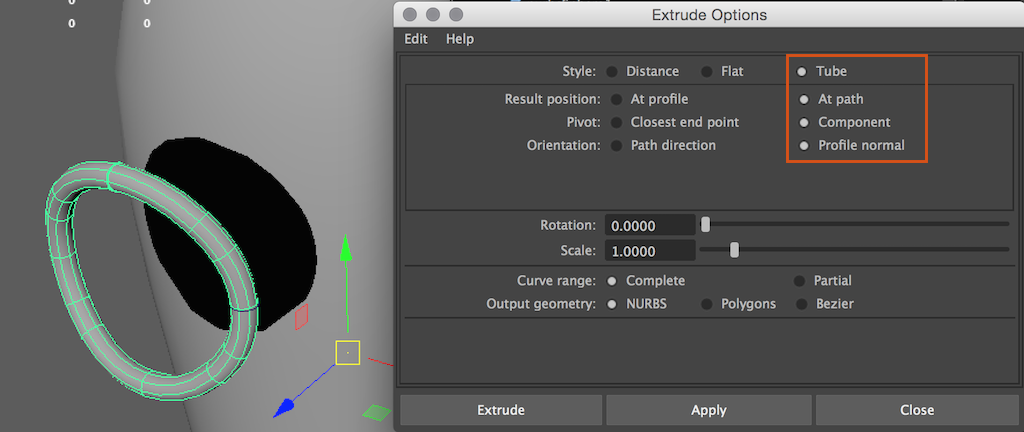 Extrude Options
0 0
0 0
Edit Help
Style: Distance Flat Tube
Result position: At profile At path
Pivot: Closest end point Component
Orientation: Path direction Profile normal
Rotation: 0.0000
Scale: 1.0000
Curve range: Complete Partial
Output geometry: NURBS Polygons Bezier
Extrude Apply Close